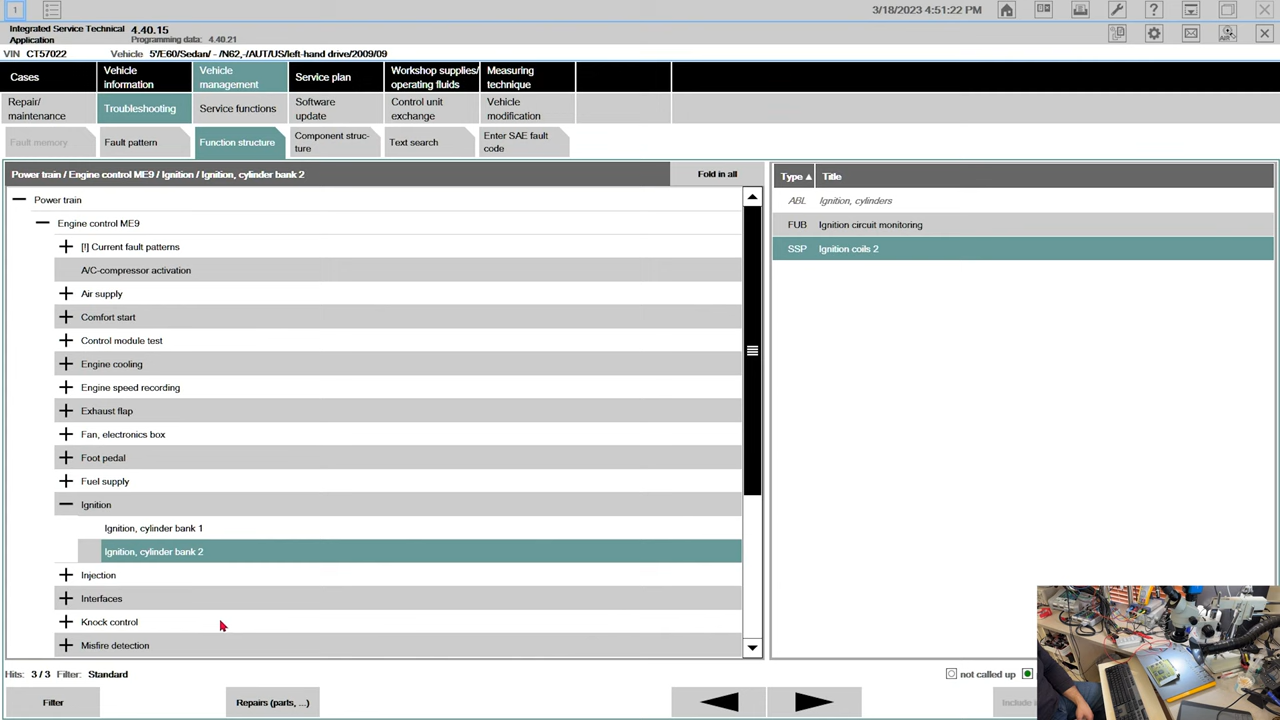 1
3/18/2023 4:51:22 PM
Integrated Service Technical Application
4.40.15
Programming data: 4.40.21
VIN CT57022 Vehicle 5'/E60/Sedan/ - /N62,-/AUT/US/left-hand drive/2009/09
Cases
Vehicle information
Vehicle management
Service plan
Workshop supplies/ operating fluids
Measuring technique
Repair/ maintenance
Troubleshooting
Service functions
Software update
Control unit exchange
Vehicle modification
Fault memory
Fault pattern
Function structure
Component struc-
ture
Text search
Enter SAE fault code
Power train / Engine control ME9 / Ignition / Ignition, cylinder bank 2
Fold in all
Type Title
Power train
Engine control ME9
[!] Current fault patterns
A/C-compressor activation
Air supply
Comfort start
Control module test
Engine cooling
Engine speed recording
Exhaust flap
Fan, electronics box
Foot pedal
Fuel supply
Ignition
Ignition, cylinder bank 1
Ignition, cylinder bank 2
Injection
Interfaces
Knock control
Misfire detection
ABL Ignition, cylinders
FUB Ignition circuit monitoring
SSP Ignition coils 2
Hits: 3 / 3 Filter: Standard
not called up
Filter
Repairs (parts, ...)
Include